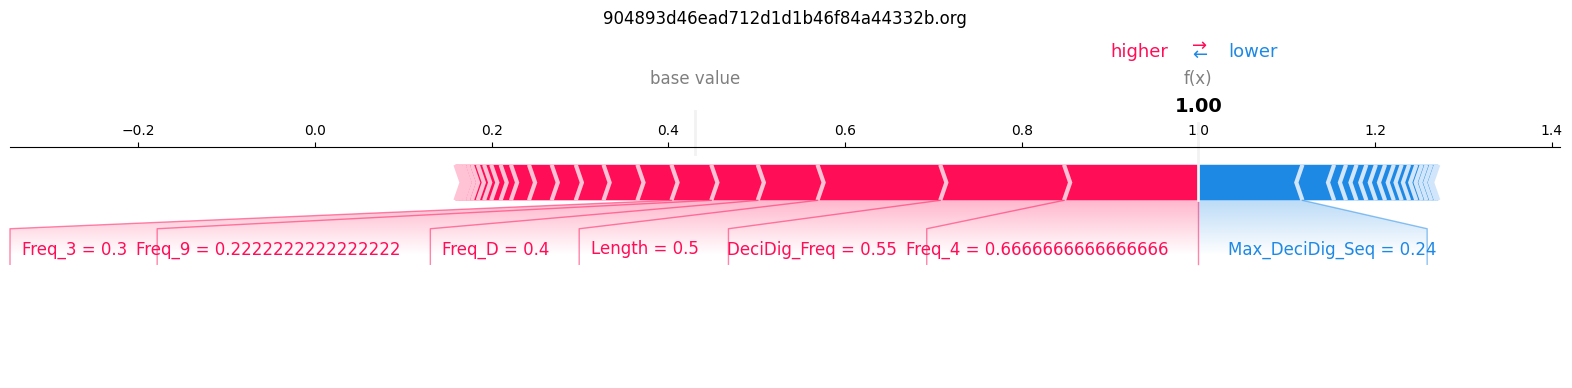 904893d46ead712d1d1b46f84a44332b.org
higher ⇄ lower
base value f(x)
1.00
−0.2 0.0 0.2 0.4 0.6 0.8 1.0 1.2 1.4
Freq_3 = 0.3 Freq_9 = 0.2222222222222222 Freq_D = 0.4 Length = 0.5 DeciDig_Freq = 0.55 Freq_4 = 0.6666666666666666 Max_DeciDig_Seq = 0.24